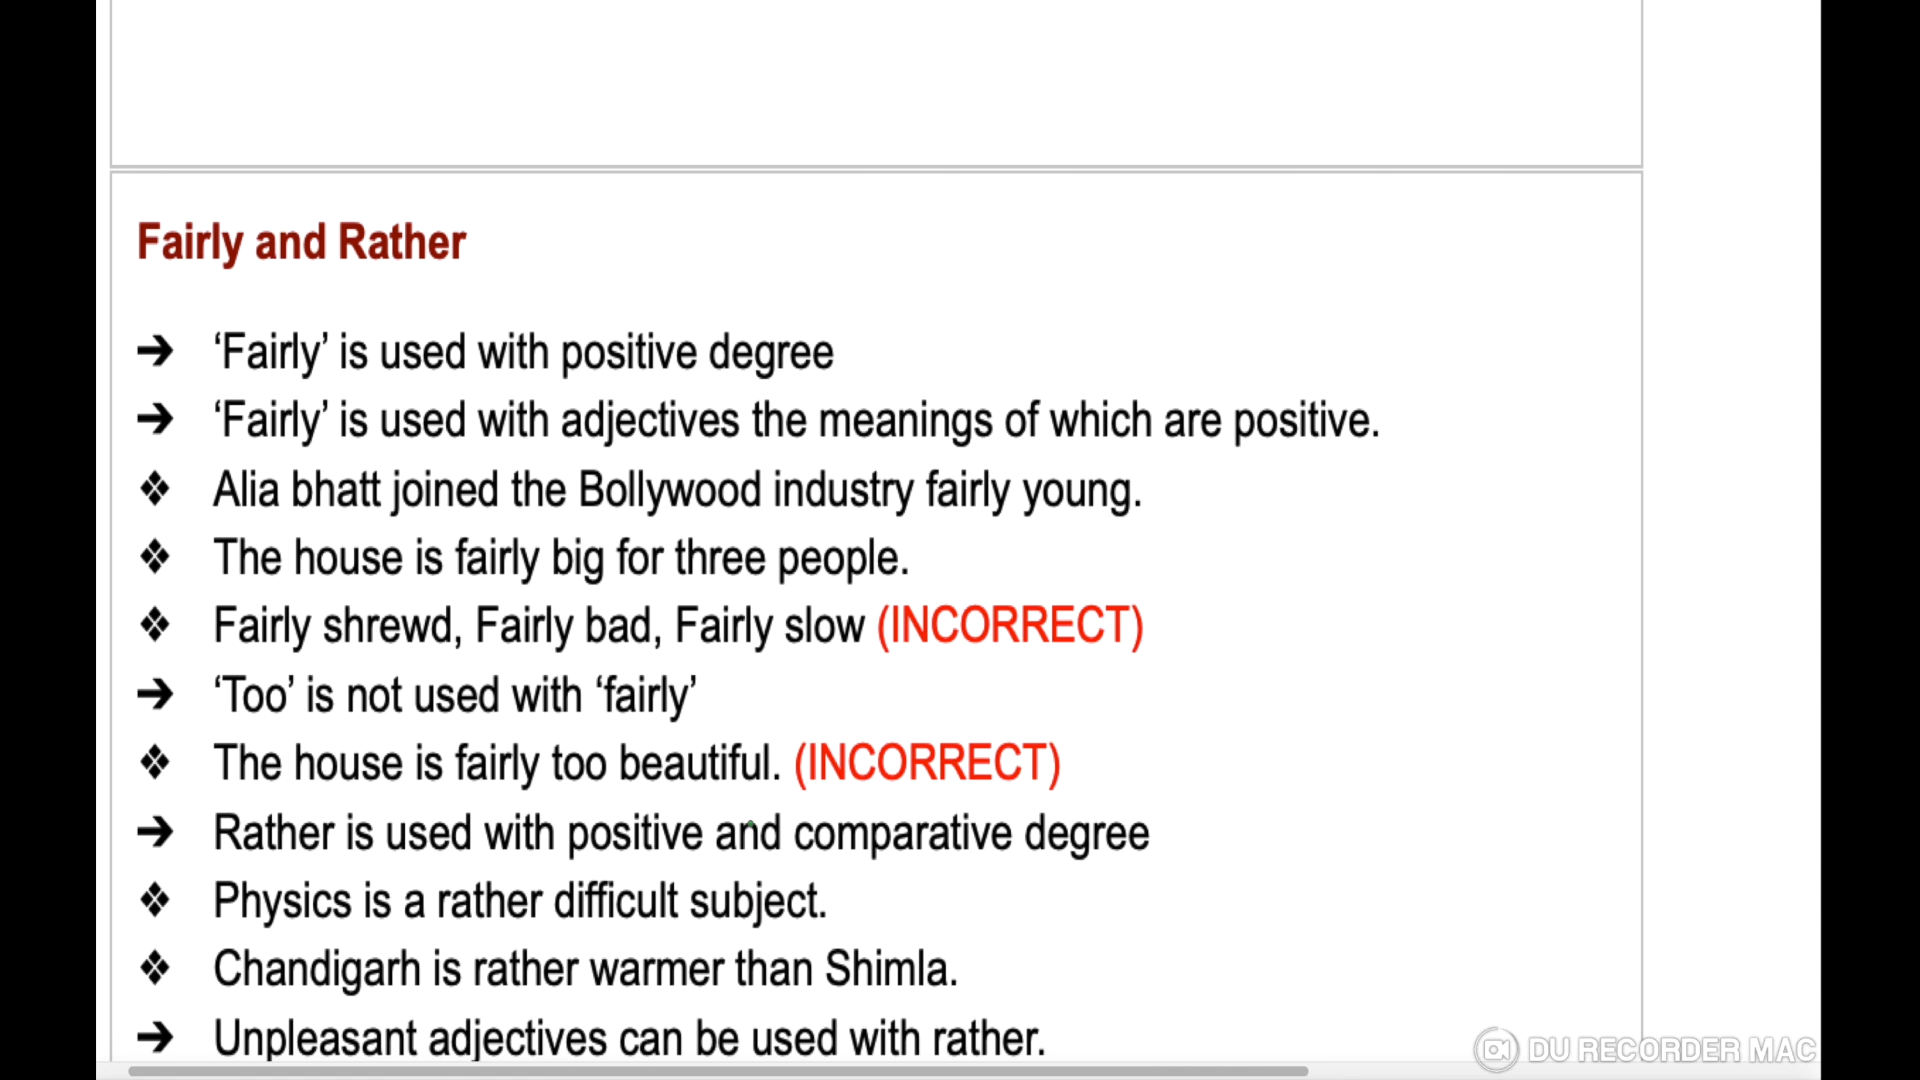 Fairly and Rather
➔ ‘Fairly’ is used with positive degree
➔ ‘Fairly’ is used with adjectives the meanings of which are positive.
❖ Alia bhatt joined the Bollywood industry fairly young.
❖ The house is fairly big for three people.
❖ Fairly shrewd, Fairly bad, Fairly slow (INCORRECT)
➔ ‘Too’ is not used with ‘fairly’
❖ The house is fairly too beautiful. (INCORRECT)
➔ Rather is used with positive and comparative degree
❖ Physics is a rather difficult subject.
❖ Chandigarh is rather warmer than Shimla.
➔ Unpleasant adjectives can be used with rather.
DU RECORDER MAC